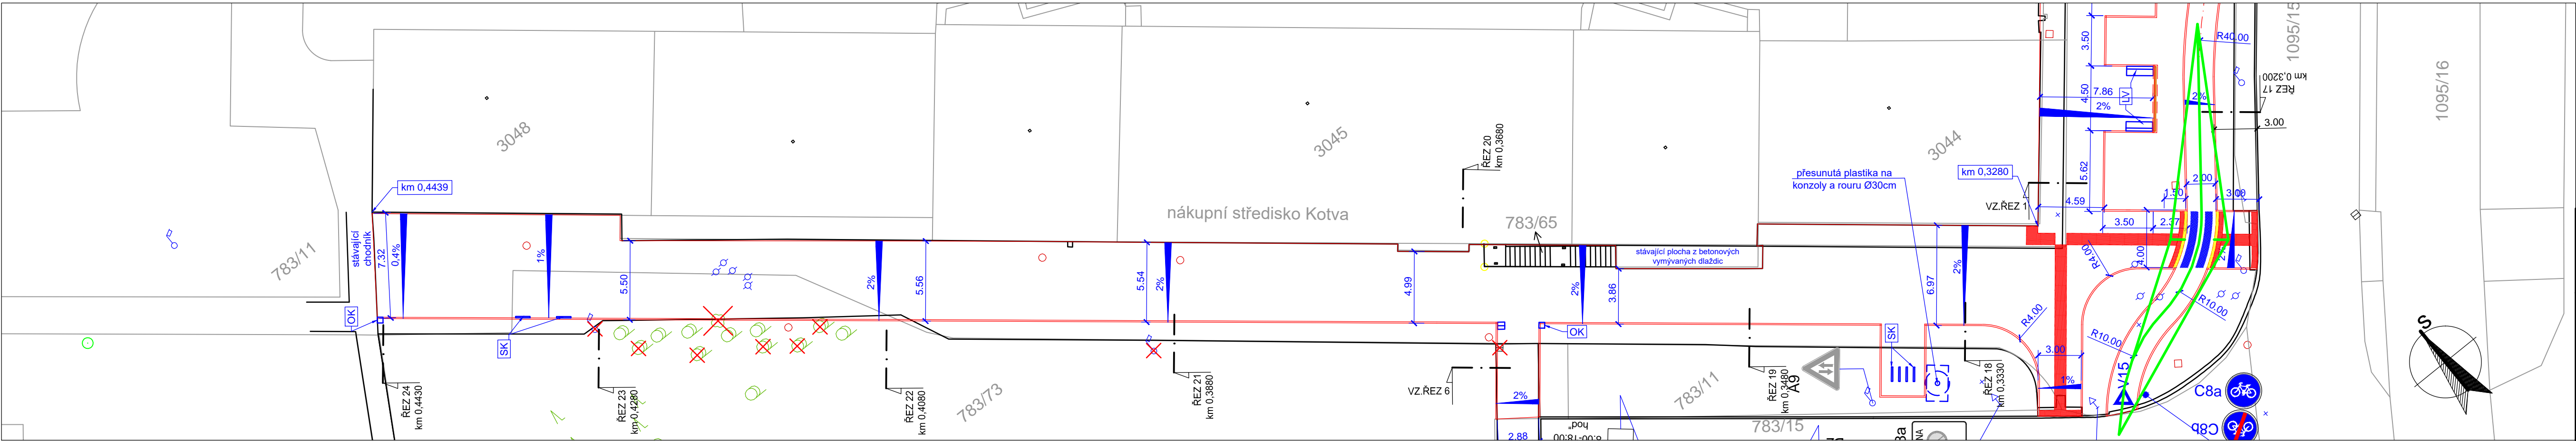 3048
3045
3044
783/65
783/11
783/73
783/11
783/15
1095/15
1095/16
nákupní středisko Kotva
km 0,4439
stávající
chodník
7.32
0,4%
1%
5.50
2%
5.56
5.54
2%
4.99
2%
3.86
6.97
2%
stávající plocha z betonových
vymývaných dlaždic
přesunutá plastika na
konzoly a rouru Ø30cm
km 0,3280
VZ.ŘEZ 1
ŘEZ 20
km 0,3680
ŘEZ 24
km 0,4430
ŘEZ 23
km 0,4280
ŘEZ 22
km 0,4080
ŘEZ 21
km 0,3880
VZ.ŘEZ 6
ŘEZ 19
km 0,3480
ŘEZ 18
km 0,3330
ŘEZ 17
km 0,3200
OK
SK
OK
SK
A9
LV
3.50
4.50
5.62
7.86
2%
2%
R40.00
3.00
4.59
3.50
2.37
1.50
2.00
4.00
2%
R4.00
R4.00
R10.00
R10.00
3.00
1%
V15
C8a
C8b
2%
2.88
8:00-18:00
hod"
S